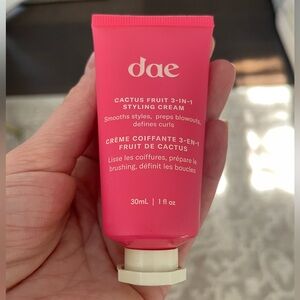 dae
CACTUS FRUIT 3-IN-1
STYLING CREAM
Smooths styles, preps blowouts,
defines curls
CRÈME COIFFANTE 3-EN-1
FRUIT DE CACTUS
Lisse les coiffures, prépare le
brushing, définit les boucles
30mL | 1 fl oz